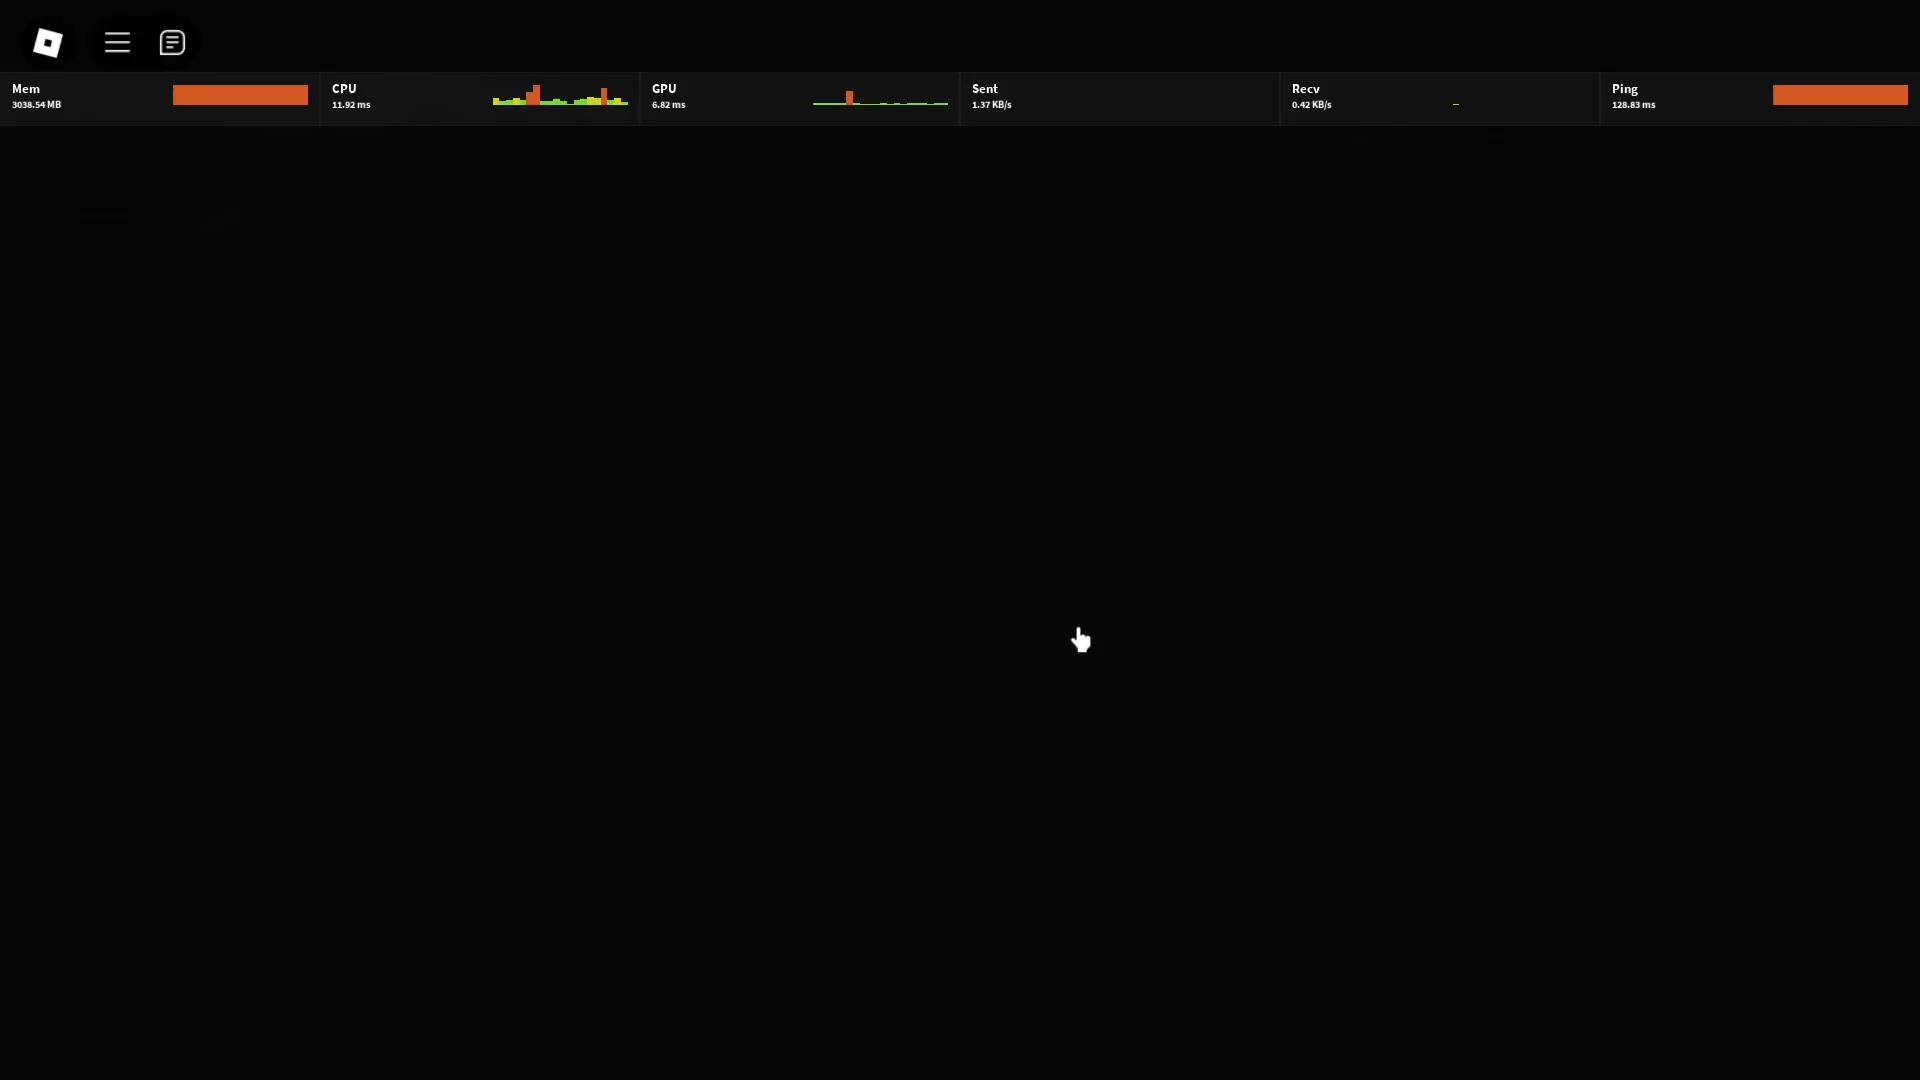 Mem
3038.54 MB
CPU
11.92 ms
GPU
6.82 ms
Sent
1.37 KB/s
Recv
0.42 KB/s
Ping
128.83 ms